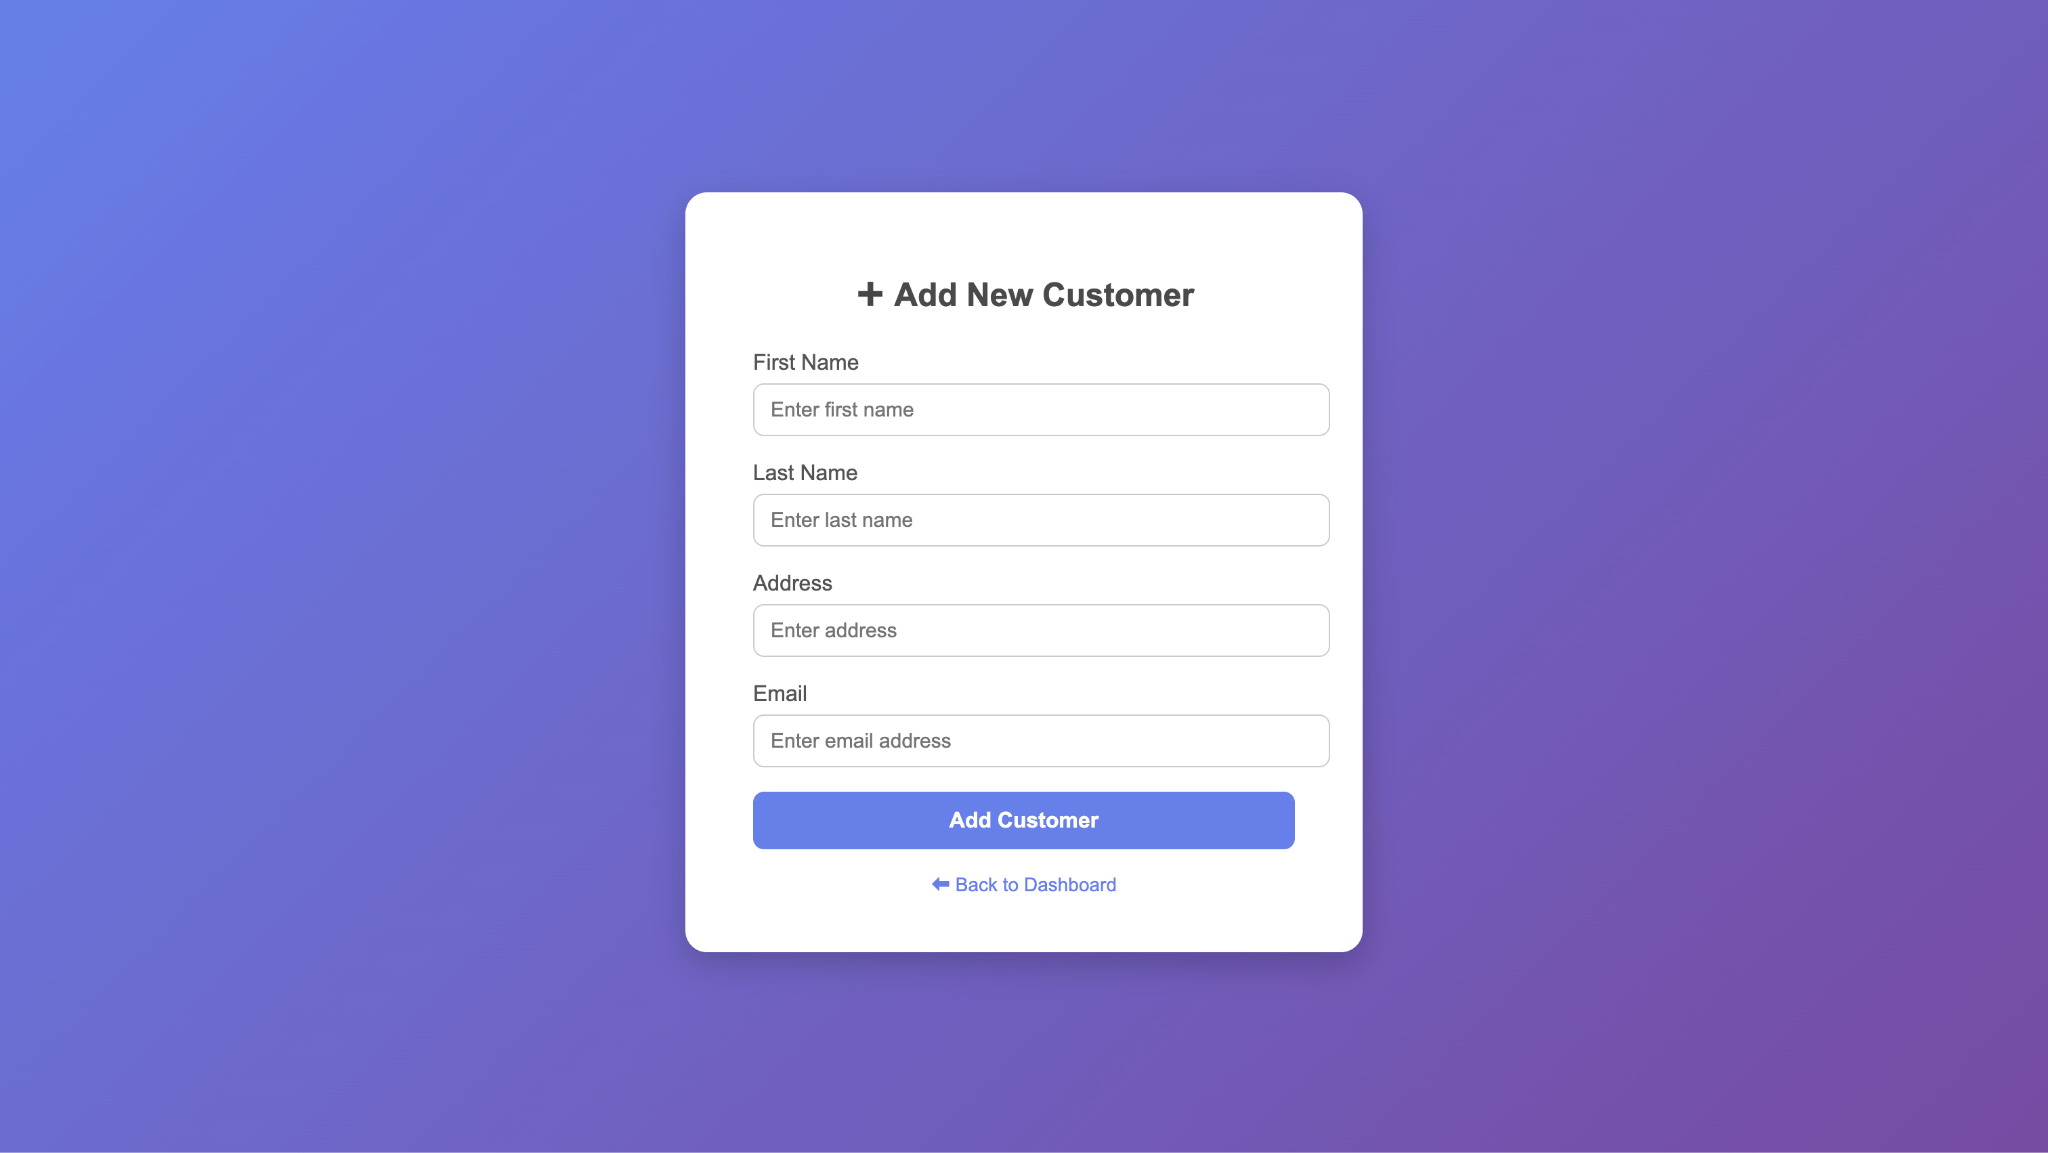 ➕ Add New Customer
First Name
Enter first name
Last Name
Enter last name
Address
Enter address
Email
Enter email address
Add Customer
⬅ Back to Dashboard